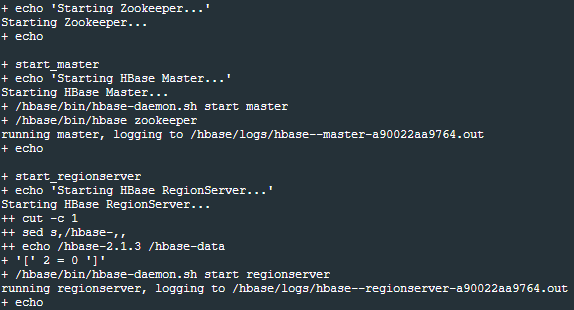 + echo 'Starting Zookeeper...'
Starting Zookeeper...
+ echo
+ start_master
+ echo 'Starting HBase Master...'
Starting HBase Master...
+ /hbase/bin/hbase-daemon.sh start master
+ /hbase/bin/hbase zookeeper
running master, logging to /hbase/logs/hbase--master-a90022aa9764.out
+ echo
+ start_regionserver
+ echo 'Starting HBase RegionServer...'
Starting HBase RegionServer...
++ cut -c 1
++ sed s,/hbase-,,
++ echo /hbase-2.1.3 /hbase-data
+ '[' 2 = 0 ']'
+ /hbase/bin/hbase-daemon.sh start regionserver
running regionserver, logging to /hbase/logs/hbase--regionserver-a90022aa9764.out
+ echo